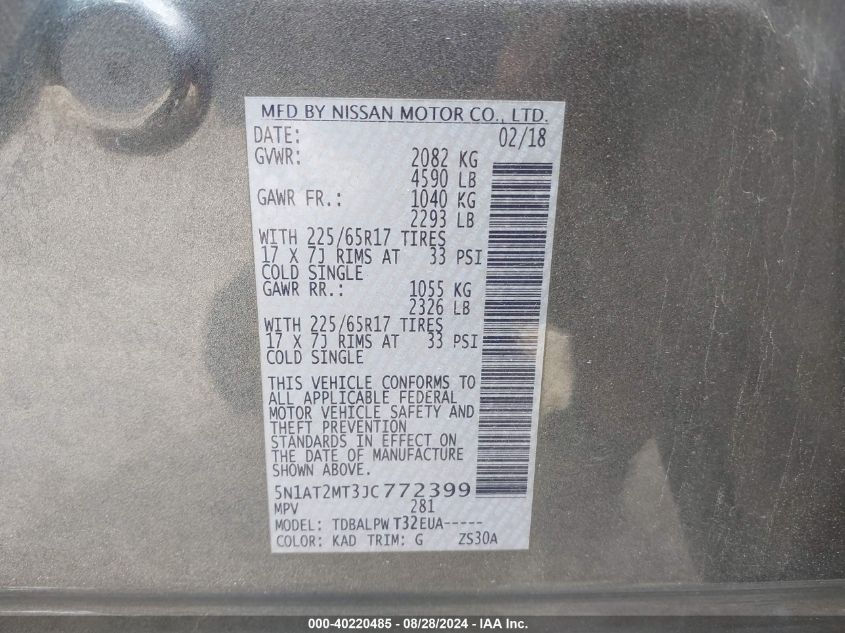 MFD BY NISSAN MOTOR CO., LTD.
DATE: 02/18
GVWR: 2082 KG
4590 LB
GAWR FR.: 1040 KG
2293 LB
WITH 225/65R17 TIRES
17 X 7J RIMS AT 33 PSI
COLD SINGLE
GAWR RR.: 1055 KG
2326 LB
WITH 225/65R17 TIRES
17 X 7J RIMS AT 33 PSI
COLD SINGLE
THIS VEHICLE CONFORMS TO
ALL APPLICABLE FEDERAL
MOTOR VEHICLE SAFETY AND
THEFT PREVENTION
STANDARDS IN EFFECT ON
THE DATE OF MANUFACTURE
SHOWN ABOVE.
5N1AT2MT3JC772399
MPV 281
MODEL: TDBALPW T32EUA-----
COLOR: KAD TRIM: G ZS30A
000-40220485 - 08/28/2024 - IAA Inc.